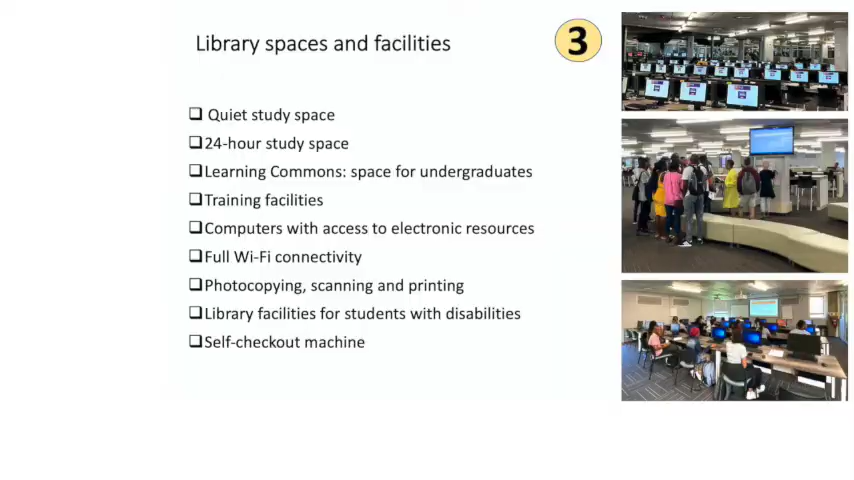 Library spaces and facilities
3
Quiet study space
24-hour study space
Learning Commons: space for undergraduates
Training facilities
Computers with access to electronic resources
Full Wi-Fi connectivity
Photocopying, scanning and printing
Library facilities for students with disabilities
Self-checkout machine